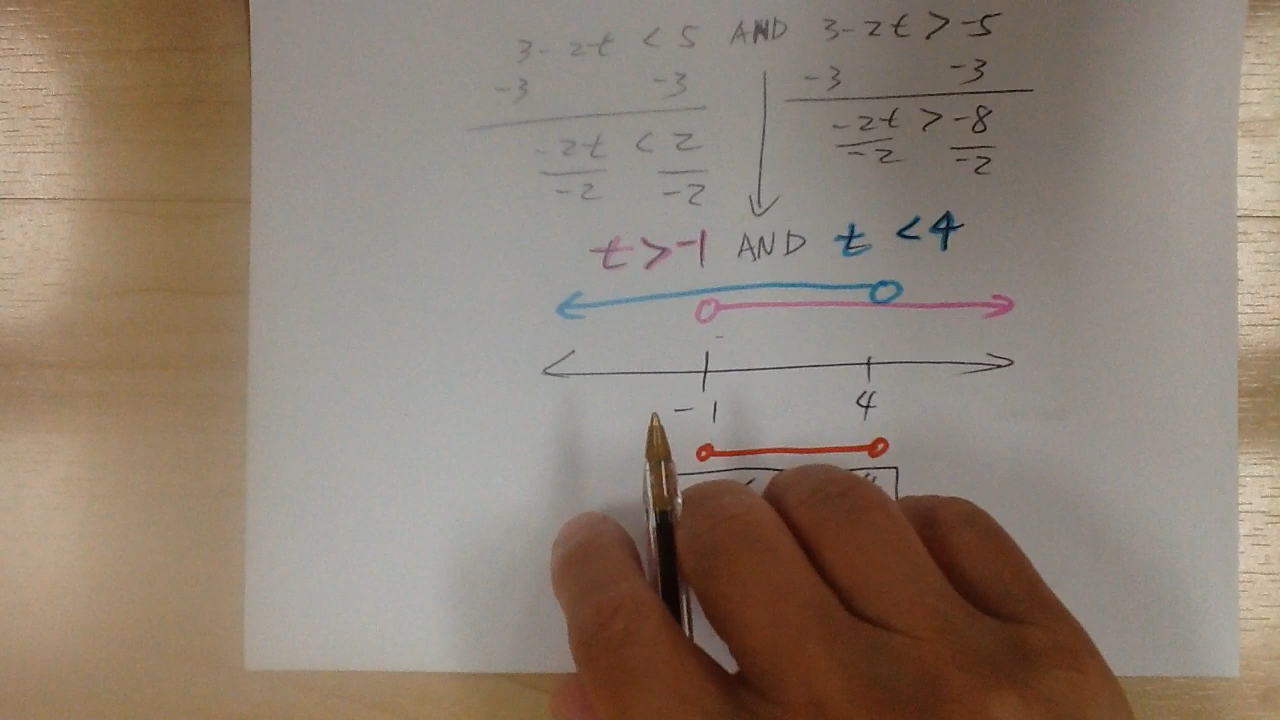 3-2t < 5 AND 3-2t > -5
-3 -3 -3 -3
-2t < 2 -2t > -8
-2 -2 -2 -2
t > -1 AND t < 4
-1 4